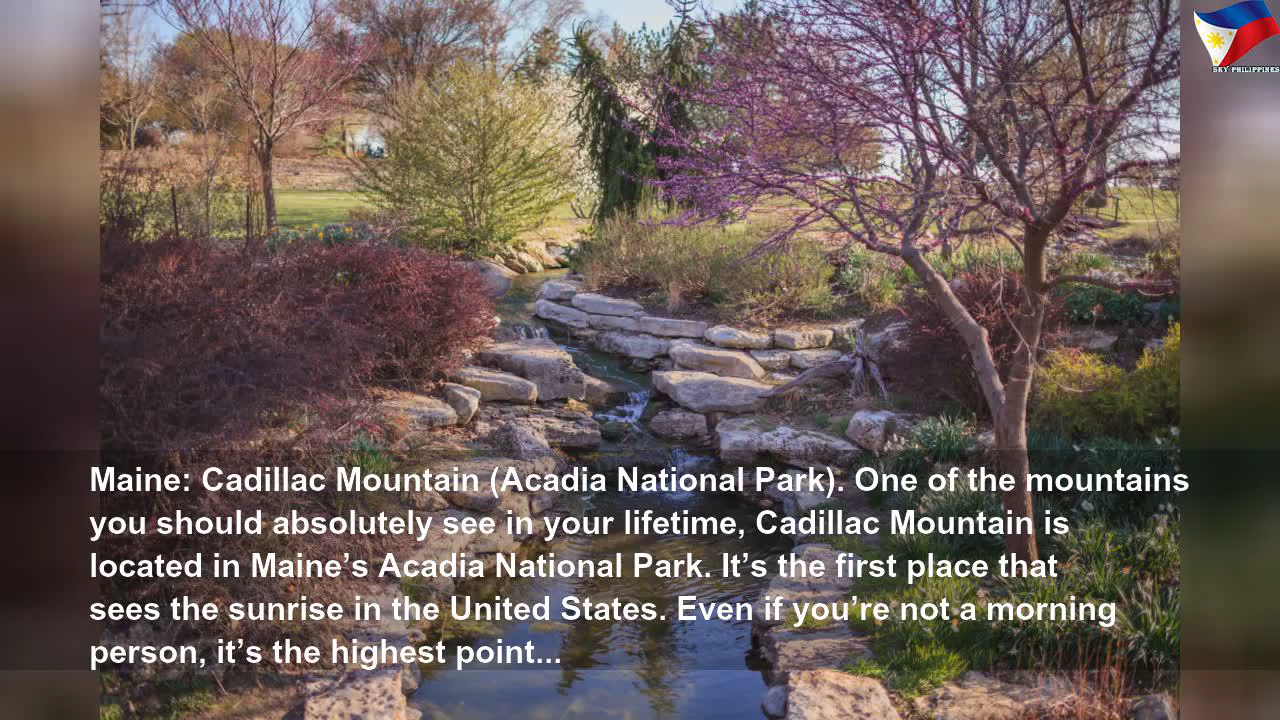 SKY PHILIPPINES
Maine: Cadillac Mountain (Acadia National Park). One of the mountains
you should absolutely see in your lifetime, Cadillac Mountain is
located in Maine’s Acadia National Park. It’s the first place that
sees the sunrise in the United States. Even if you’re not a morning
person, it’s the highest point...